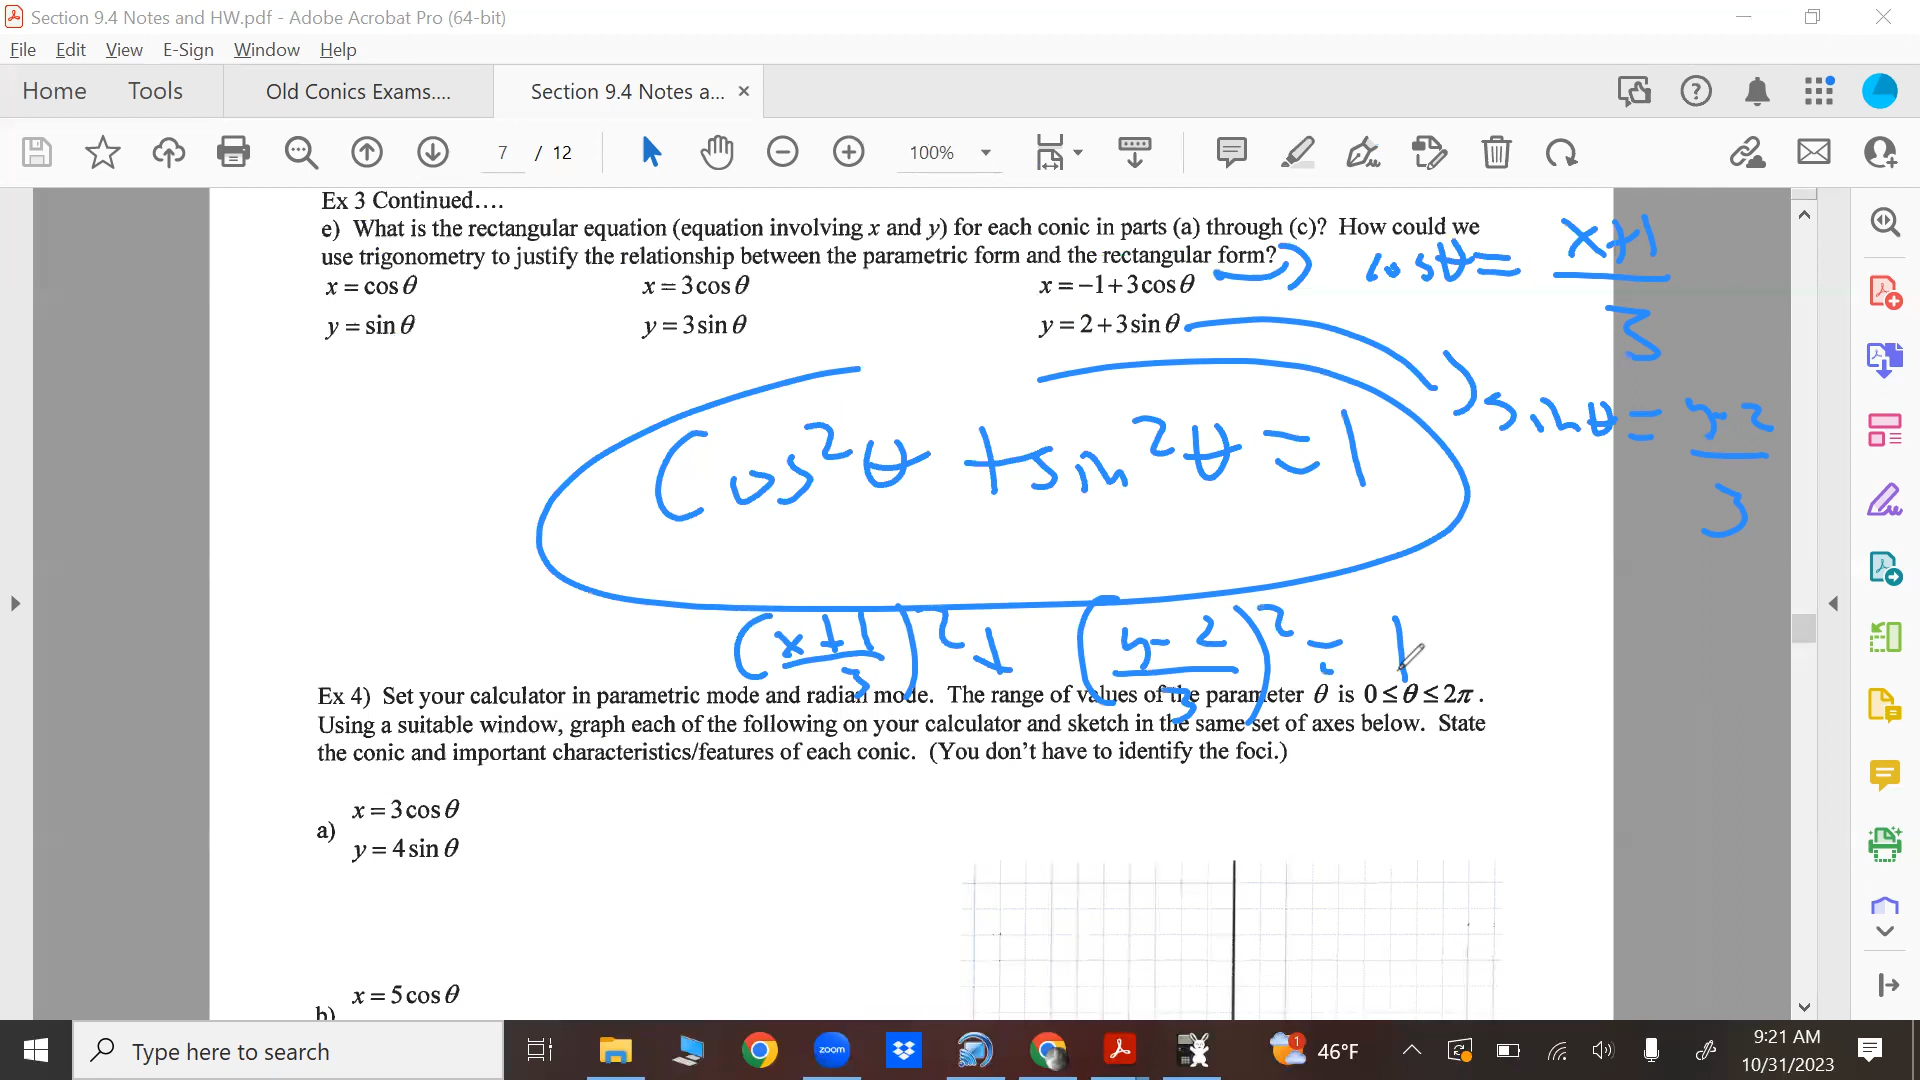 Section 9.4 Notes and HW.pdf - Adobe Acrobat Pro (64-bit)
File Edit View E-Sign Window Help
Home Tools Old Conics Exams.... Section 9.4 Notes a... ×
7 / 12 100%
Ex 3 Continued….
e) What is the rectangular equation (equation involving x and y) for each conic in parts (a) through (c)? How could we
use trigonometry to justify the relationship between the parametric form and the rectangular form?
x = cos θ x = 3cos θ x = −1+3cos θ
y = sin θ y = 3sin θ y = 2+3sin θ
cosθ = (x+1)/3
sinθ = (y-2)/3
Cos²θ + sin²θ = 1
((x+1)/3)² + ((y-2)/3)² = 1
Ex 4) Set your calculator in parametric mode and radian mode. The range of values of the parameter θ is 0 ≤ θ ≤ 2π .
Using a suitable window, graph each of the following on your calculator and sketch in the same set of axes below. State
the conic and important characteristics/features of each conic. (You don’t have to identify the foci.)
a) x = 3cos θ
y = 4sin θ
b) x = 5cos θ
Type here to search
zoom
1
46°F
9:21 AM
10/31/2023